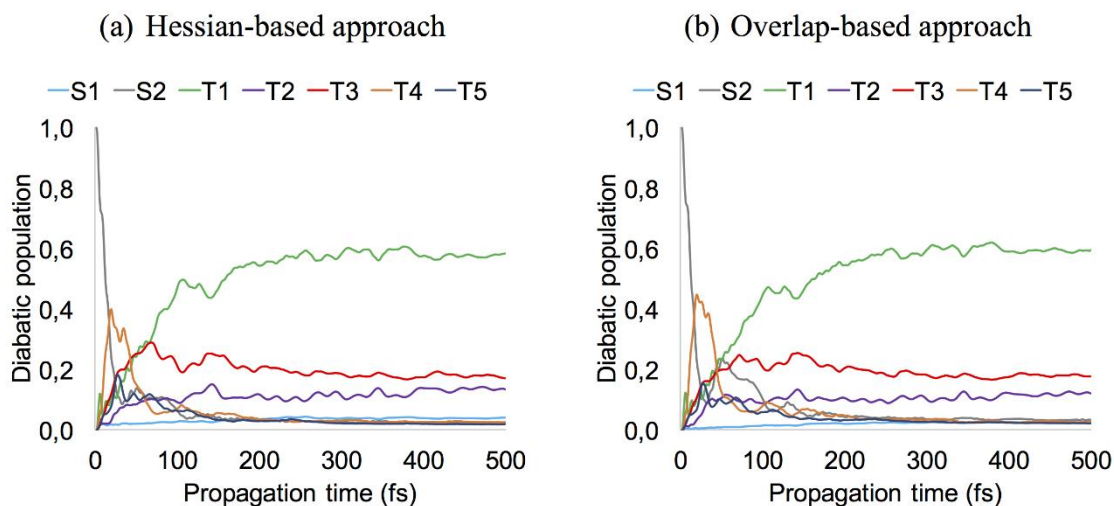 (a) Hessian-based approach
S1 S2 T1 T2 T3 T4 T5
Diabatic population
1,0
0,8
0,6
0,4
0,2
0,0
0 100 200 300 400 500
Propagation time (fs)
(b) Overlap-based approach
S1 S2 T1 T2 T3 T4 T5
Diabatic population
1,0
0,8
0,6
0,4
0,2
0,0
0 100 200 300 400 500
Propagation time (fs)